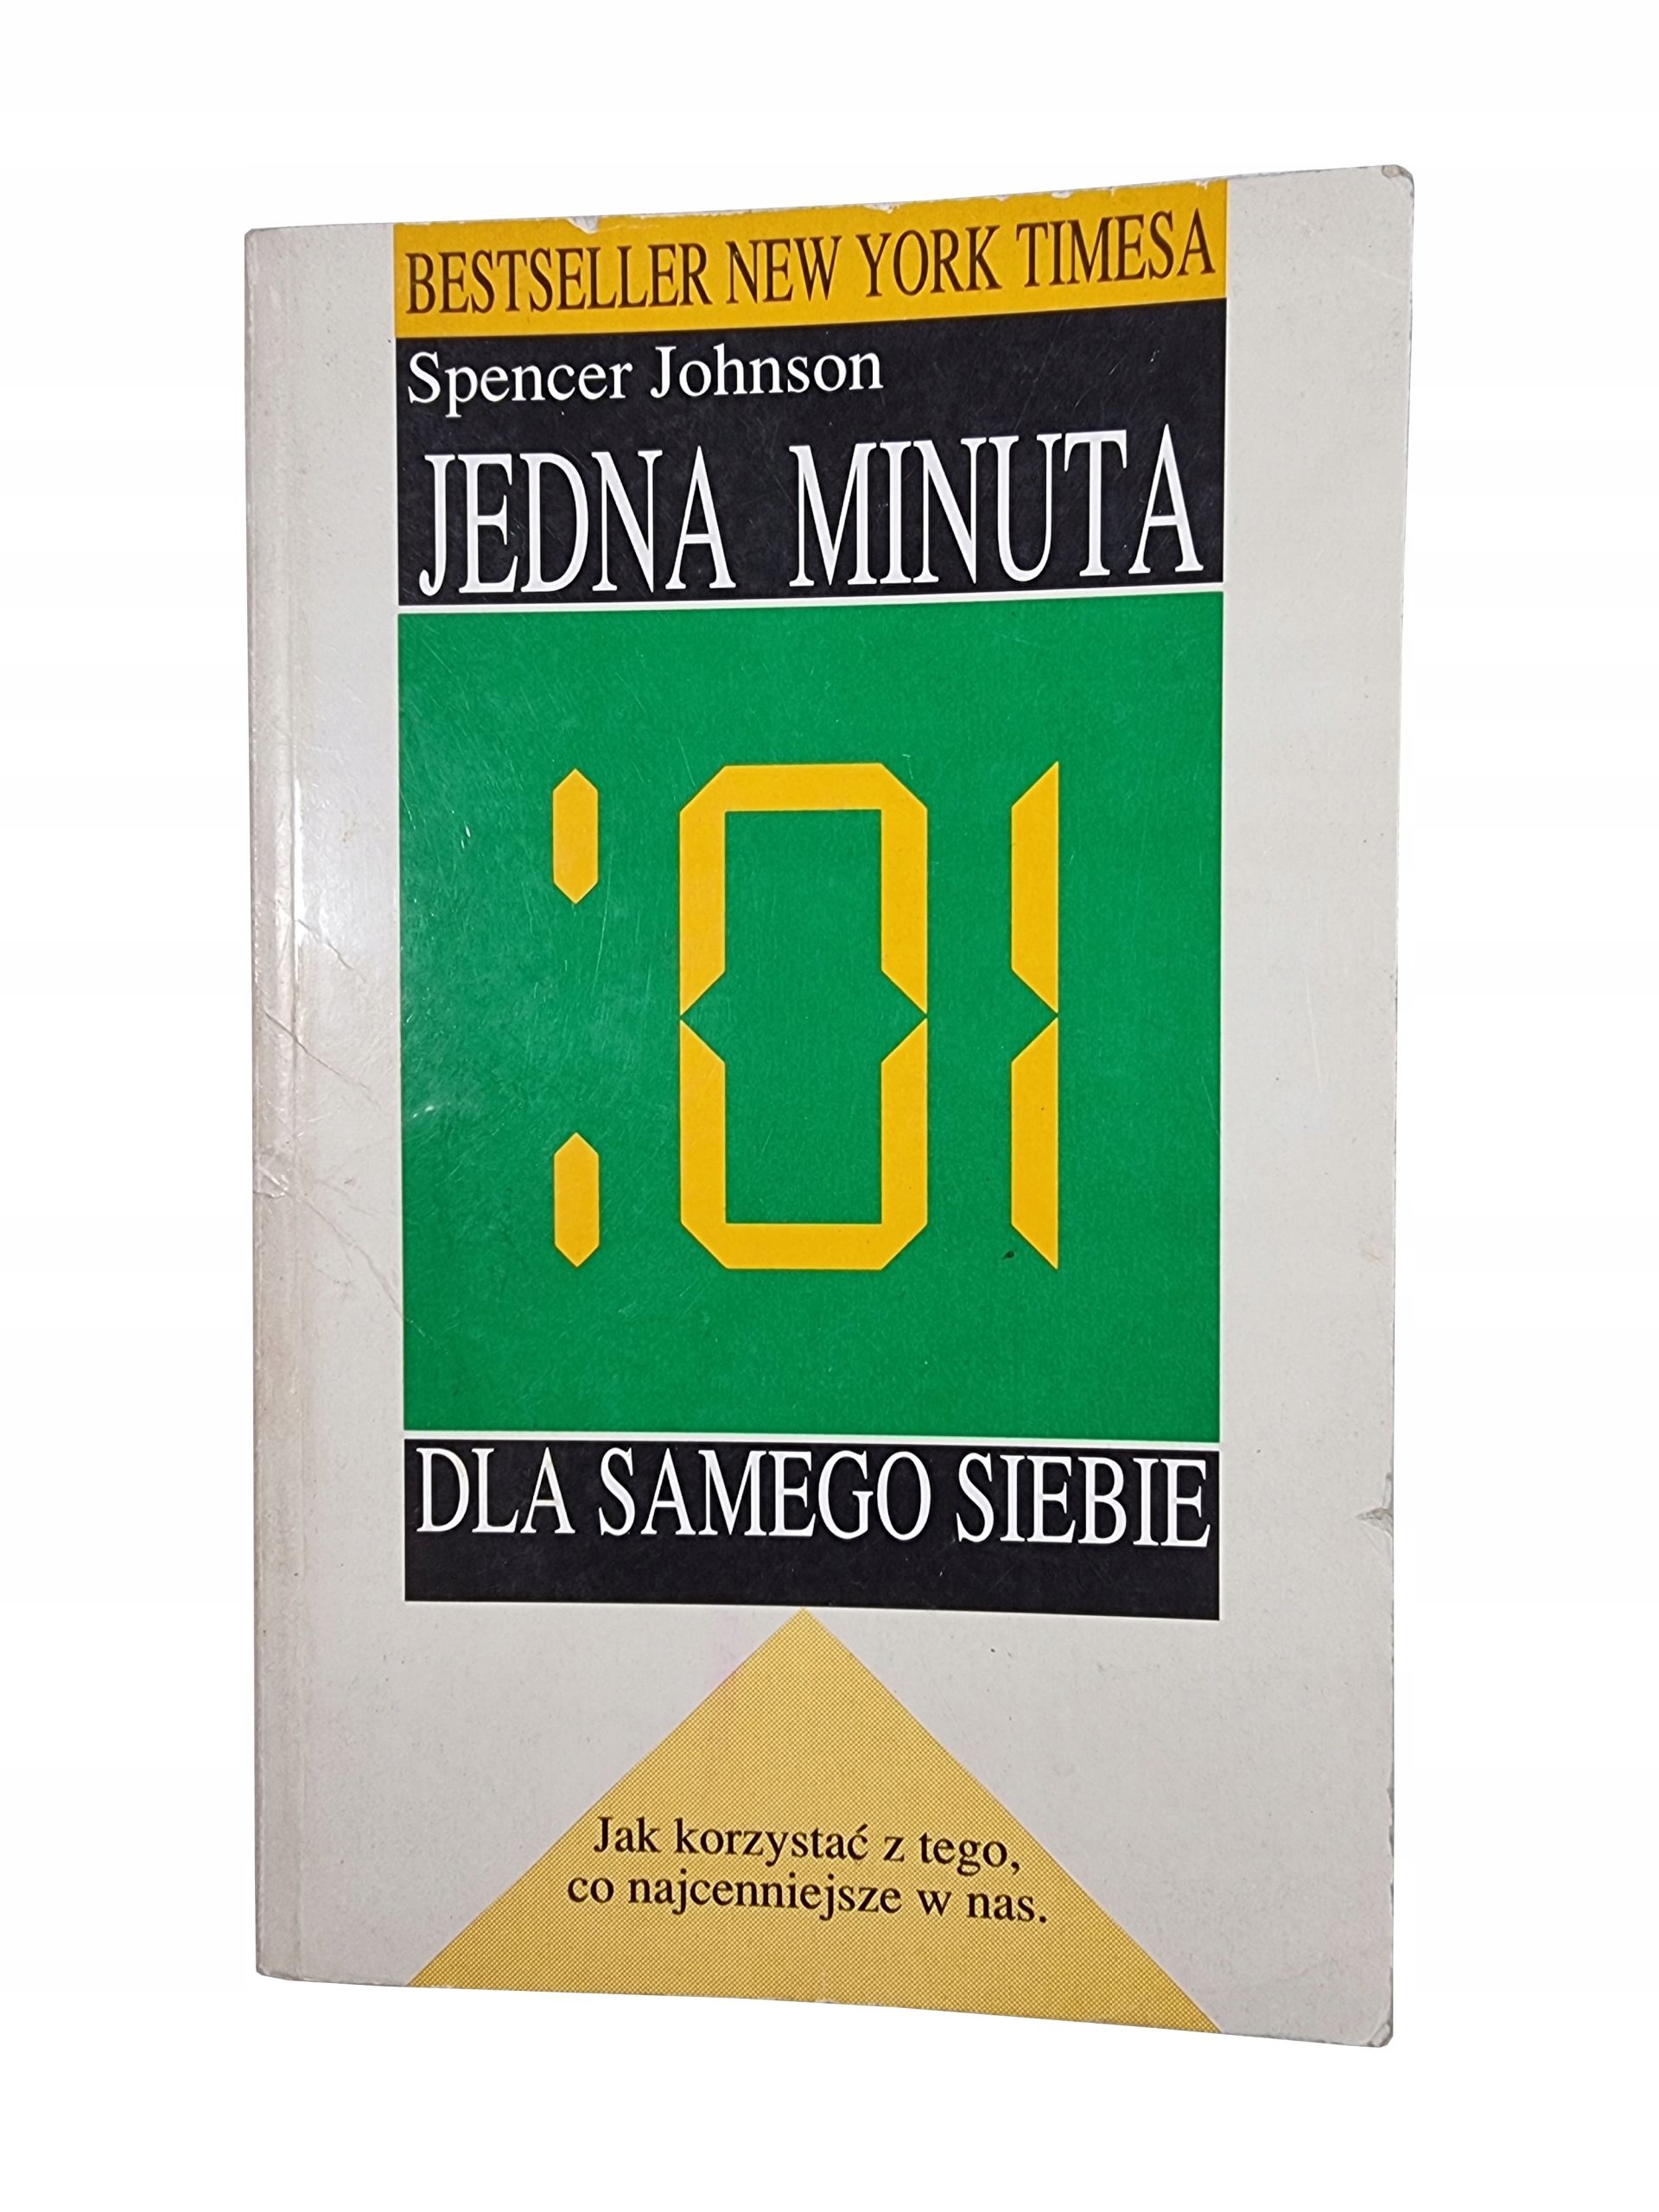 BESTSELLER NEW YORK TIMESA
Spencer Johnson
JEDNA MINUTA
:01
DLA SAMEGO SIEBIE
Jak korzystać z tego,
co najcenniejsze w nas.